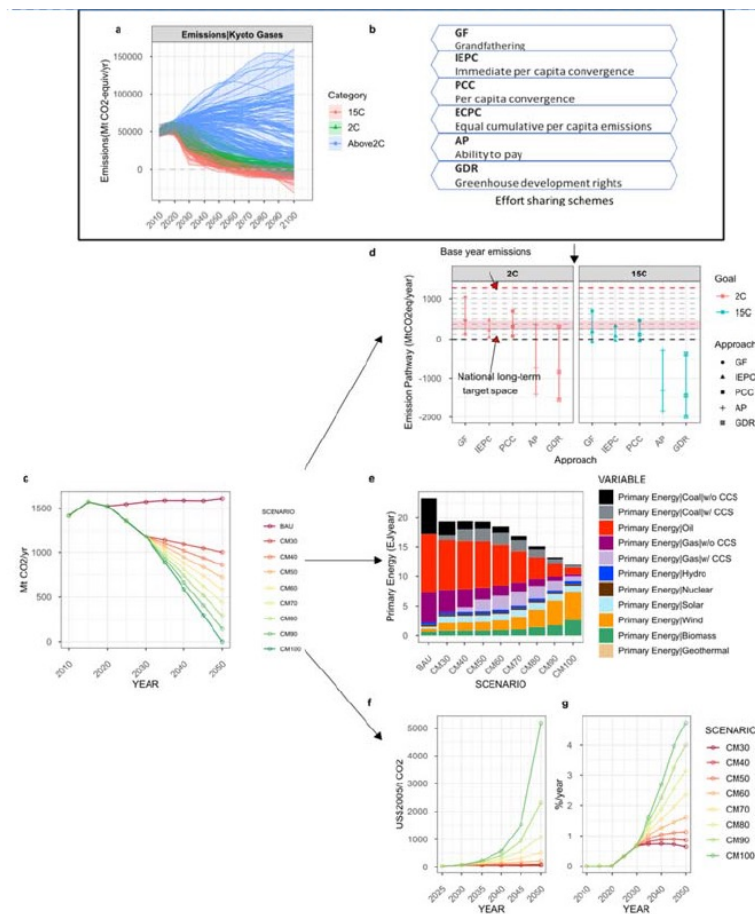 a
Emissions|Kyoto Gases
Emissions(Mt CO2-equiv/yr)
150000
100000
50000
0
2010
2020
2030
2040
2050
2060
2070
2080
2090
2100
Category
15C
2C
Above2C
b
GF
Grandfathering
IEPC
Immediate per capita convergence
PCC
Per capita convergence
ECPC
Equal cumulative per capita emissions
AP
Ability to pay
GDR
Greenhouse development rights
Effort sharing schemes
Base year emissions
d
2C
15C
Emission Pathway (MtCO2eq/year)
1000
0
-1000
-2000
National long-term
target space
GF
IEPC
PCC
AP
GDR
GF
IEPC
PCC
AP
GDR
Approach
Goal
2C
15C
Approach
GF
IEPC
PCC
AP
GDR
c
Mt CO2/yr
1500
1000
500
0
2010
2020
2030
2040
2050
YEAR
SCENARIO
BAU
CM30
CM40
CM50
CM60
CM70
CM80
CM90
CM100
e
Primary Energy (EJ/year)
20
15
10
5
0
BAU
CM30
CM40
CM50
CM60
CM70
CM80
CM90
CM100
SCENARIO
VARIABLE
Primary Energy|Coal|w/o CCS
Primary Energy|Coal|w/ CCS
Primary Energy|Oil
Primary Energy|Gas|w/o CCS
Primary Energy|Gas|w/ CCS
Primary Energy|Hydro
Primary Energy|Nuclear
Primary Energy|Solar
Primary Energy|Wind
Primary Energy|Biomass
Primary Energy|Geothermal
f
US$2005/t CO2
5000
4000
3000
2000
1000
0
2025
2030
2035
2040
2045
2050
YEAR
g
%/year
4
3
2
1
0
2010
2020
2030
2040
2050
YEAR
SCENARIO
CM30
CM40
CM50
CM60
CM70
CM80
CM90
CM100